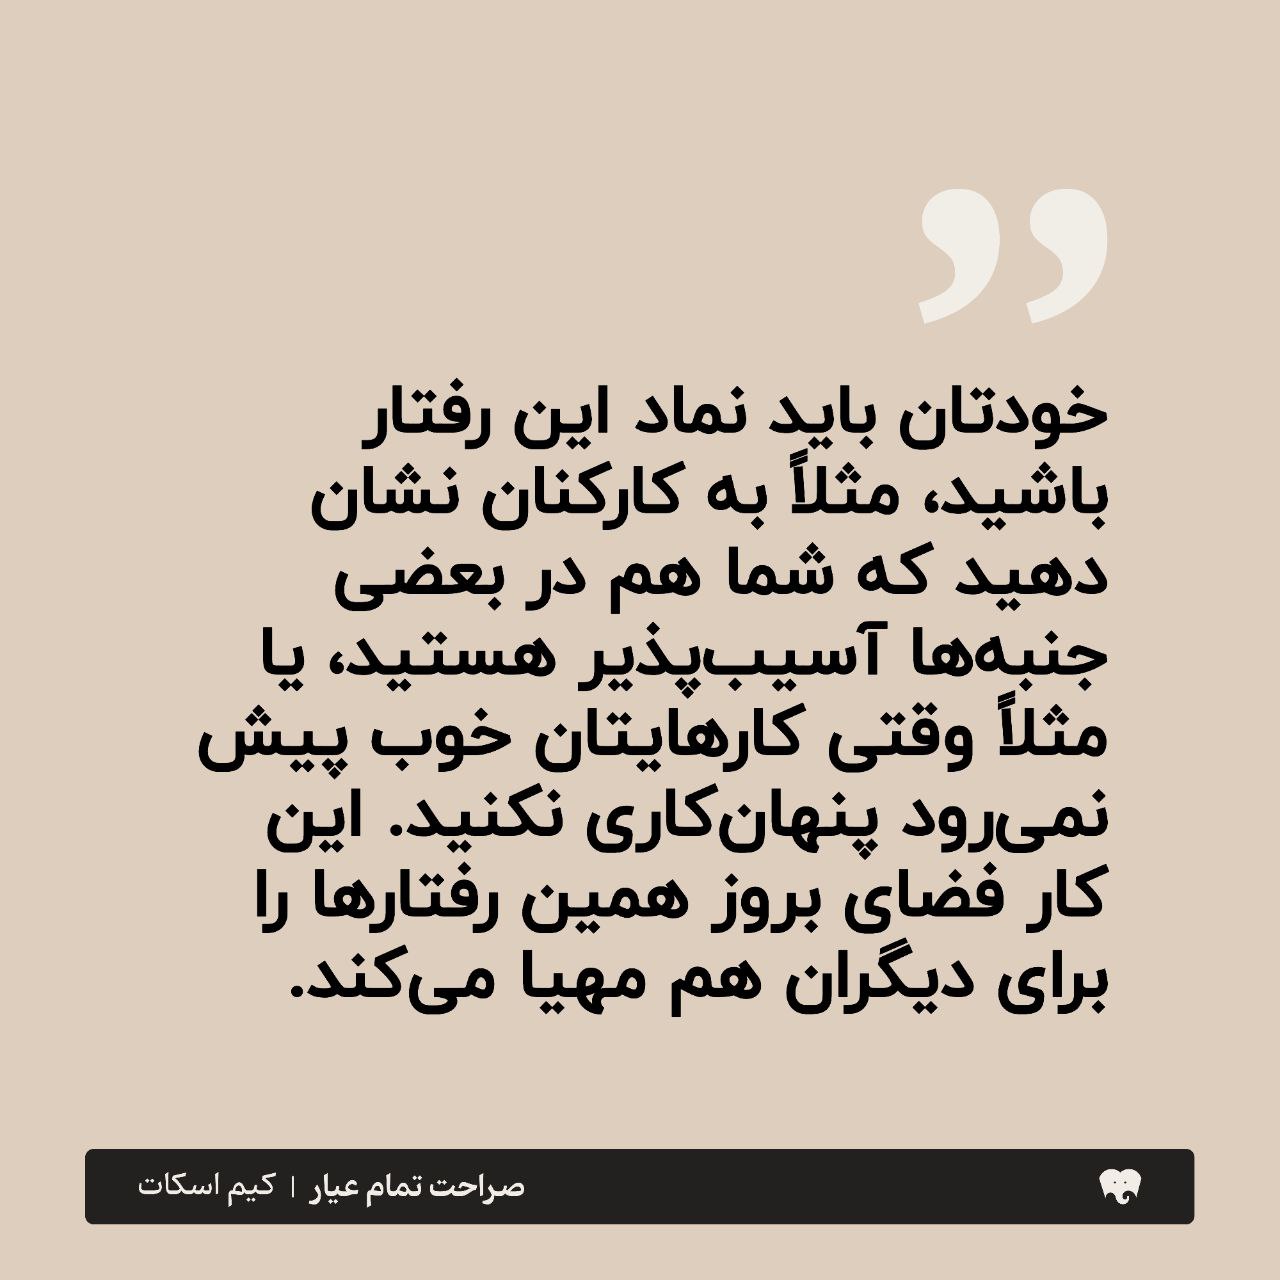 ”
خودتان باید نماد این رفتار
باشید، مثلاً به کارکنان نشان
دهید که شما هم در بعضی
جنبه‌ها آسیب‌پذیر هستید، یا
مثلاً وقتی کارهایتان خوب پیش
نمی‌رود پنهان‌کاری نکنید. این
کار فضای بروز همین رفتارها را
برای دیگران هم مهیا می‌کند.
صراحت تمام عیار | کیم اسکات